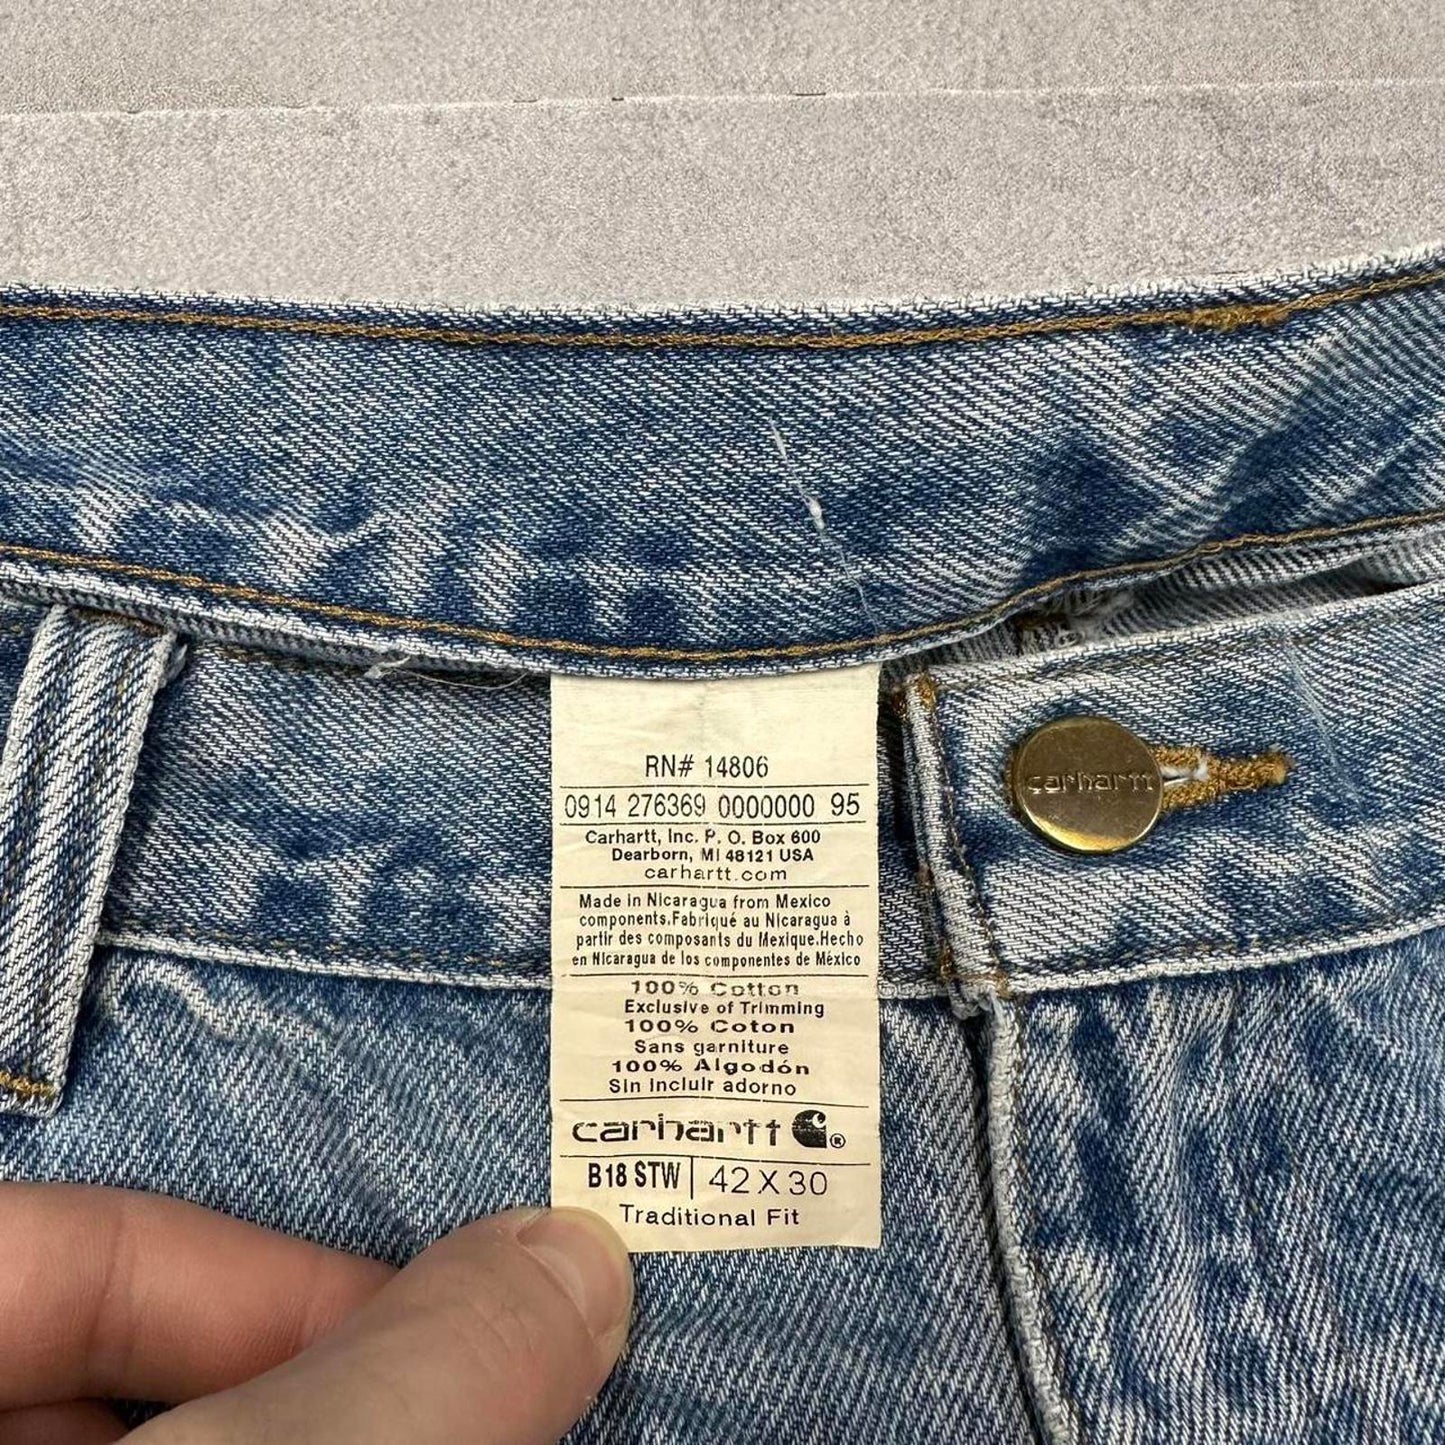 RN# 14806
0914 276369 0000000 95
Carhartt, Inc. P. O. Box 600
Dearborn, MI 48121 USA
carhartt.com
Made in Nicaragua from Mexico
components.Fabriqué au Nicaragua à
partir des composants du Mexique.Hecho
en Nicaragua de los componentes de México
100% Cotton
Exclusive of Trimming
100% Coton
Sans garniture
100% Algodón
Sin incluir adorno
carhartt ®
B18 STW 42 X 30
Traditional Fit
carhartt